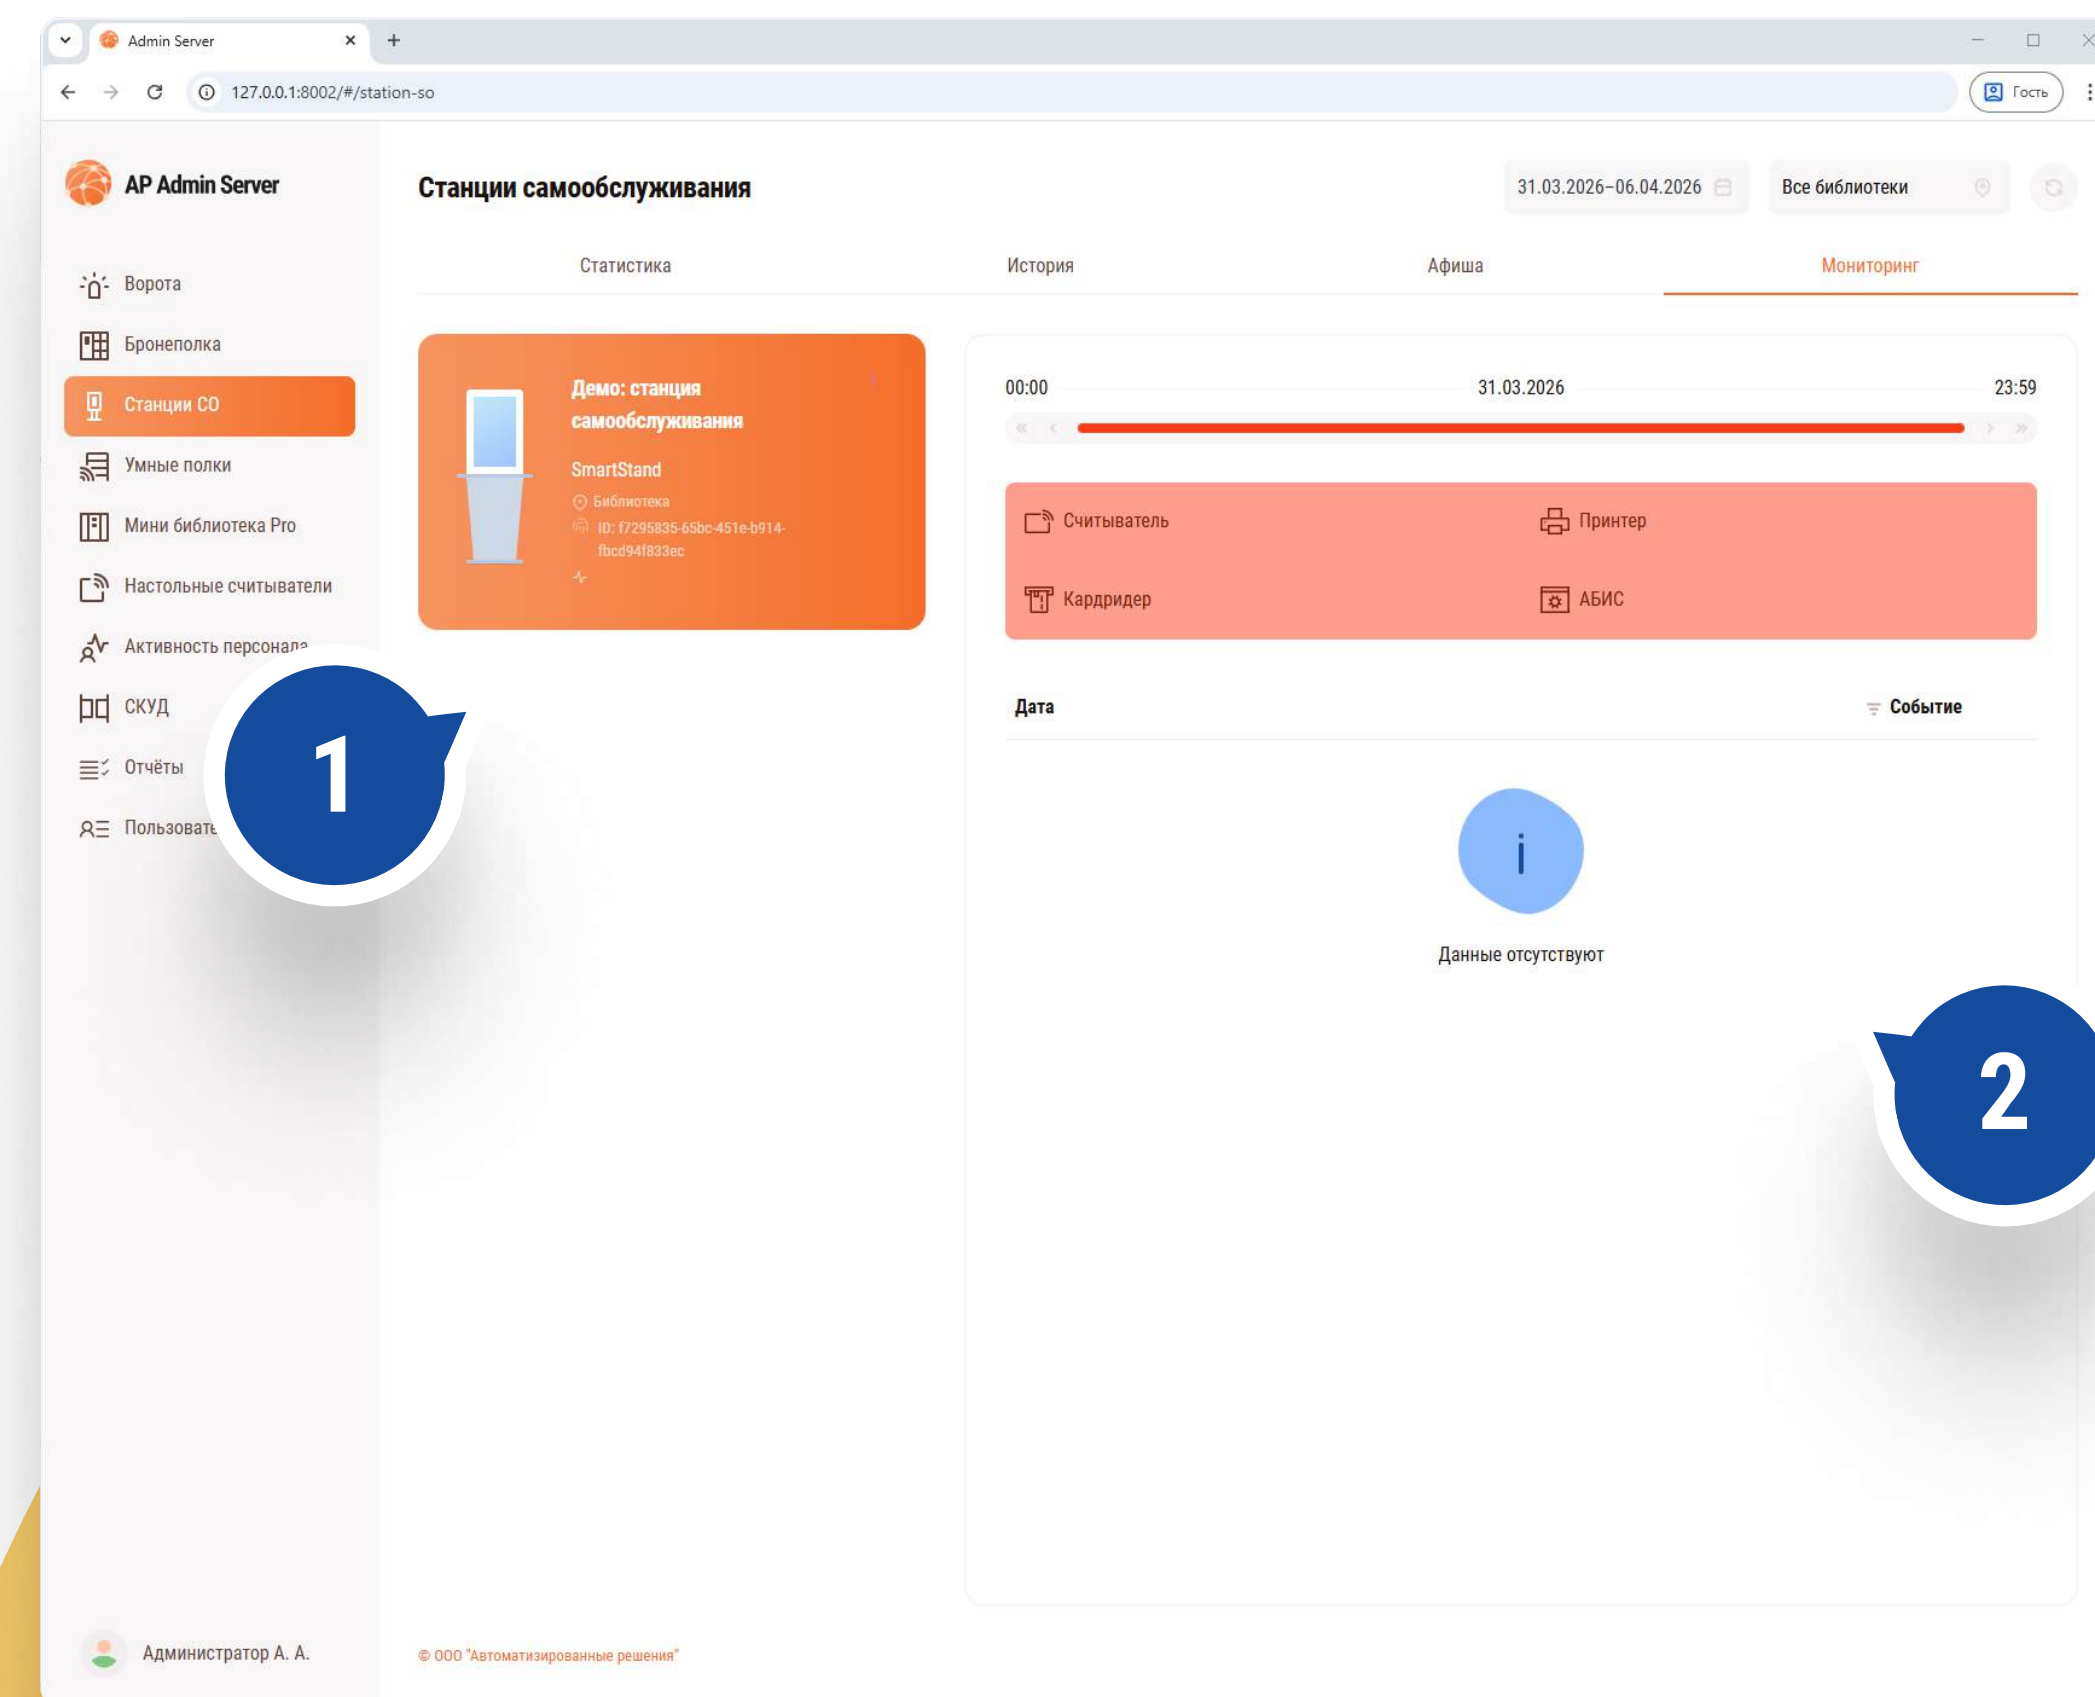 Admin Server
127.0.0.1:8002/#/station-so
Гость
AP Admin Server
Станции самообслуживания
31.03.2026–06.04.2026
Все библиотеки
Статистика
История
Афиша
Мониторинг
Ворота
Бронеполка
Станции СО
Умные полки
Мини библиотека Pro
Настольные считыватели
Активность персонала
СКУД
Отчёты
Пользовате
Демо: станция
самообслуживания
SmartStand
Библиотека
ID: f7295835-65bc-451e-b914-
fbcd94f833ec
00:00
31.03.2026
23:59
Считыватель
Принтер
Кардридер
АБИС
Дата
Событие
i
Данные отсутствуют
1
2
Администратор А. А.
© ООО "Автоматизированные решения"